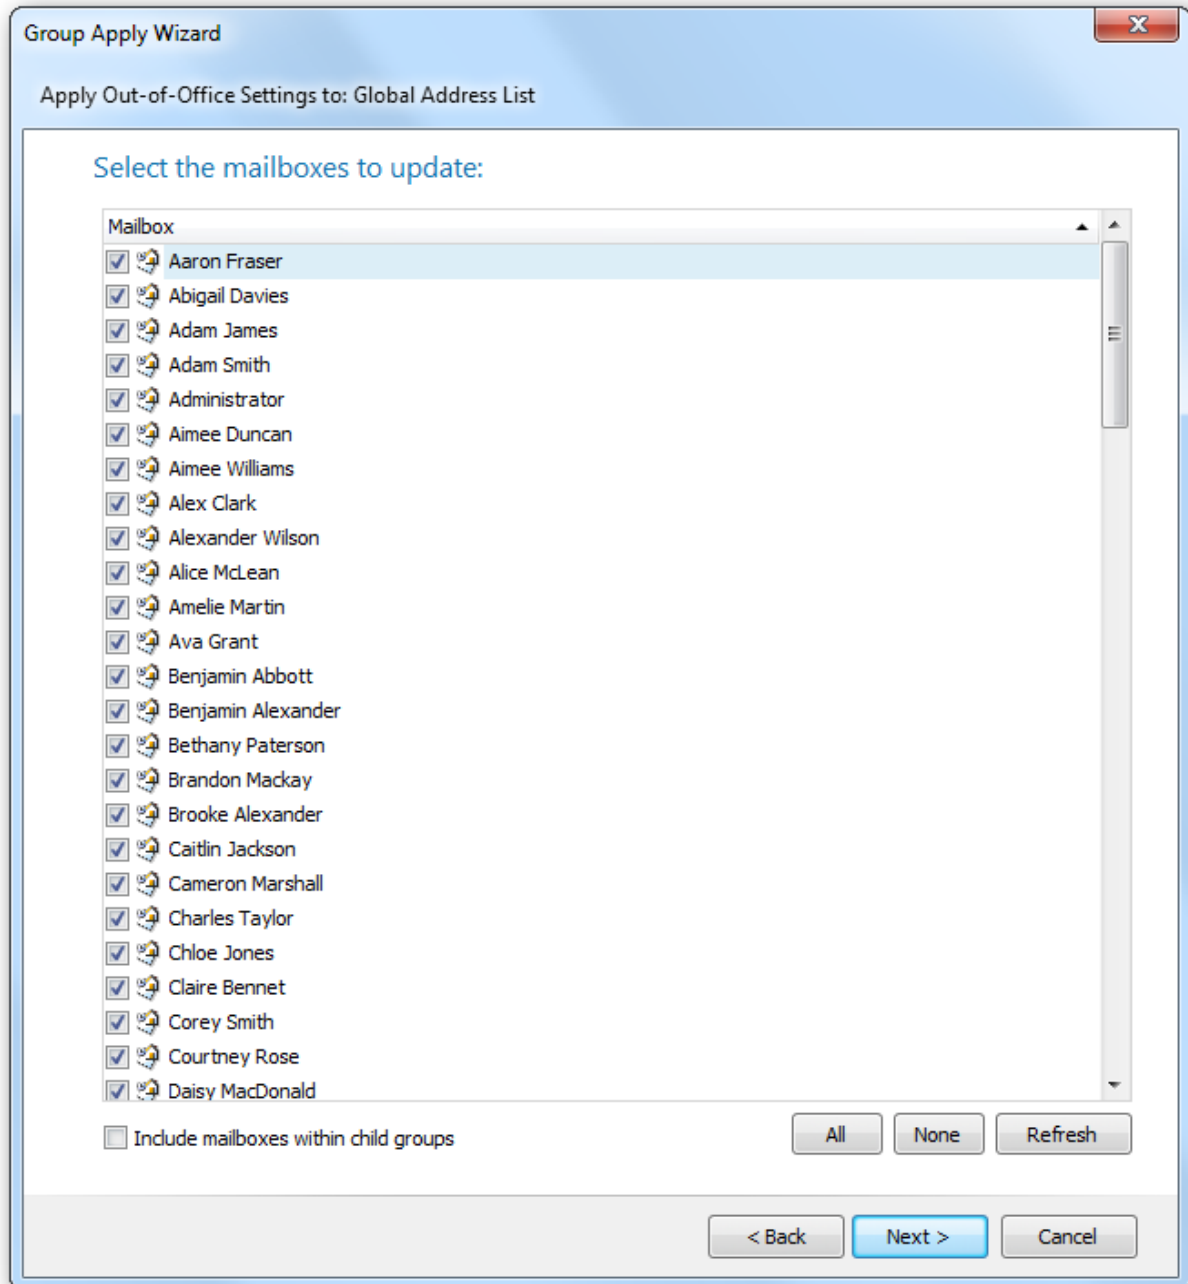 Group Apply Wizard
Apply Out-of-Office Settings to: Global Address List
Select the mailboxes to update:
Mailbox
Aaron Fraser
Abigail Davies
Adam James
Adam Smith
Administrator
Aimee Duncan
Aimee Williams
Alex Clark
Alexander Wilson
Alice McLean
Amelie Martin
Ava Grant
Benjamin Abbott
Benjamin Alexander
Bethany Paterson
Brandon Mackay
Brooke Alexander
Caitlin Jackson
Cameron Marshall
Charles Taylor
Chloe Jones
Claire Bennet
Corey Smith
Courtney Rose
Daisy MacDonald
Include mailboxes within child groups All None Refresh
< Back Next > Cancel